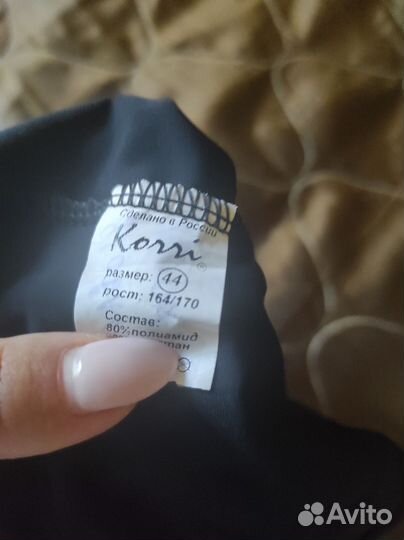 Сделано в России
Korri®
размер: 44
рост: 164/170
Состав:
80%полиамид
Avito